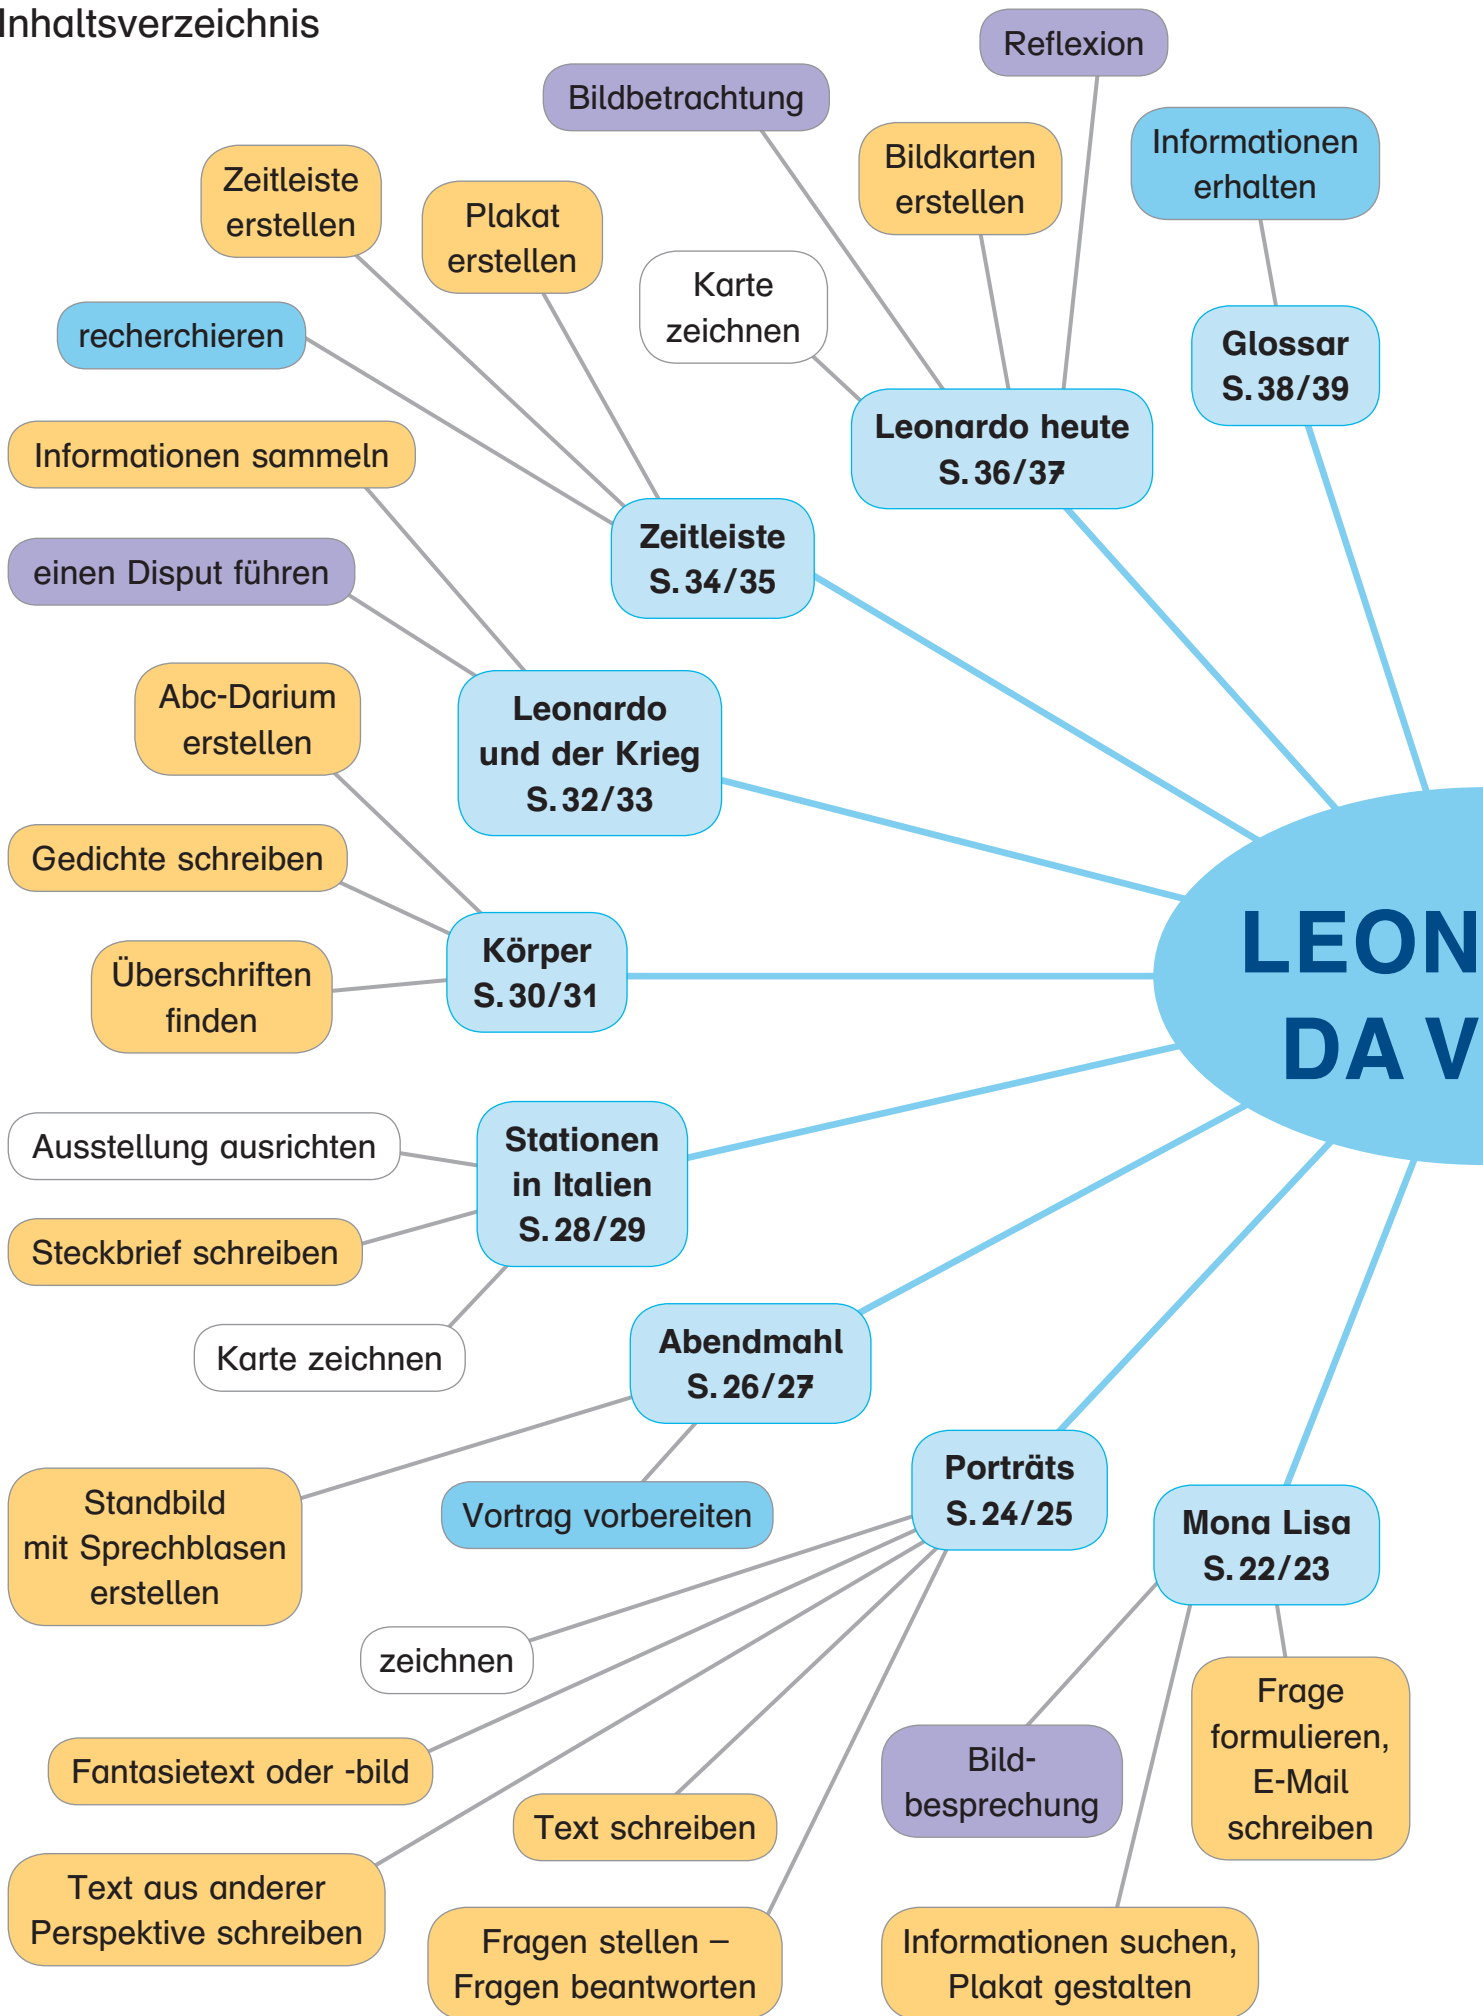 Inhaltsverzeichnis
Reflexion
Bildbetrachtung
Bildkarten
erstellen
Informationen
erhalten
Zeitleiste
erstellen
Plakat
erstellen
Karte
zeichnen
recherchieren
Glossar
S. 38/39
Leonardo heute
S. 36/37
Informationen sammeln
Zeitleiste
S. 34/35
einen Disput führen
Abc-Darium
erstellen
Leonardo
und der Krieg
S. 32/33
Gedichte schreiben
Überschriften
finden
Körper
S. 30/31
LEON
DA V
Ausstellung ausrichten
Stationen
in Italien
S. 28/29
Steckbrief schreiben
Karte zeichnen
Abendmahl
S. 26/27
Standbild
mit Sprechblasen
erstellen
Vortrag vorbereiten
Porträts
S. 24/25
Mona Lisa
S. 22/23
zeichnen
Fantasietext oder -bild
Text schreiben
Bild-
besprechung
Frage
formulieren,
E-Mail
schreiben
Text aus anderer
Perspektive schreiben
Fragen stellen –
Fragen beantworten
Informationen suchen,
Plakat gestalten